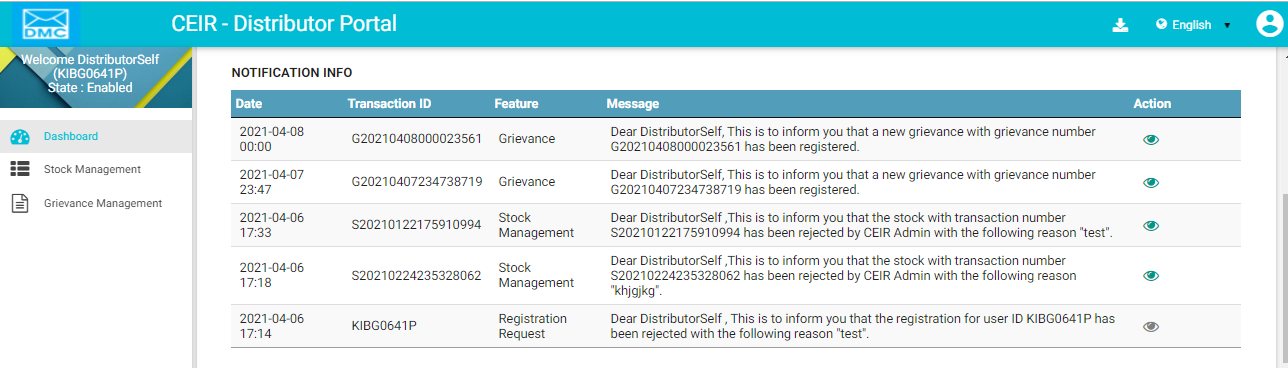 DMC
CEIR - Distributor Portal
English
Welcome DistributorSelf
(KIBG0641P)
State : Enabled
Dashboard
Stock Management
Grievance Management
NOTIFICATION INFO
Date Transaction ID Feature Message Action
2021-04-08
00:00
G20210408000023561
Grievance
Dear DistributorSelf, This is to inform you that a new grievance with grievance number
G20210408000023561 has been registered.
2021-04-07
23:47
G20210407234738719
Grievance
Dear DistributorSelf, This is to inform you that a new grievance with grievance number
G20210407234738719 has been registered.
2021-04-06
17:33
S20210122175910994
Stock
Management
Dear DistributorSelf ,This is to inform you that the stock with transaction number
S20210122175910994 has been rejected by CEIR Admin with the following reason "test".
2021-04-06
17:18
S20210224235328062
Stock
Management
Dear DistributorSelf ,This is to inform you that the stock with transaction number
S20210224235328062 has been rejected by CEIR Admin with the following reason
"khjgjkg".
2021-04-06
17:14
KIBG0641P
Registration
Request
Dear DistributorSelf , This is to inform you that the registration for user ID KIBG0641P has
been rejected with the following reason "test".